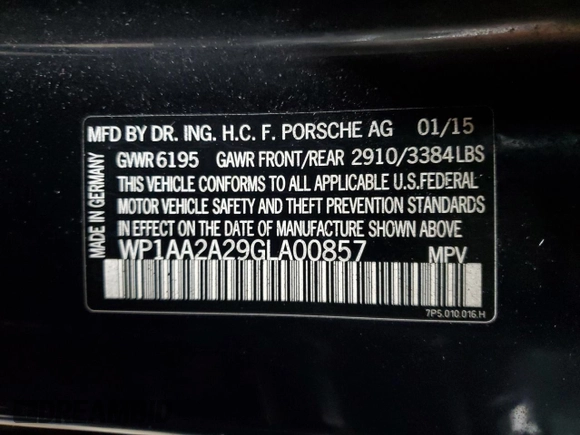 MFD BY DR. ING. H.C. F. PORSCHE AG 01/15
GVWR 6195 GAWR FRONT/REAR 2910/3384 LBS
THIS VEHICLE CONFORMS TO ALL APPLICABLE U.S.FEDERAL
MOTOR VEHICLE SAFETY AND THEFT PREVENTION STANDARDS
IN EFFECT ON THE DATE OF MANUFACTURE SHOWN ABOVE
WP1AA2A29GLA00857 MPV
MADE IN GERMANY
7P5.010.016.H